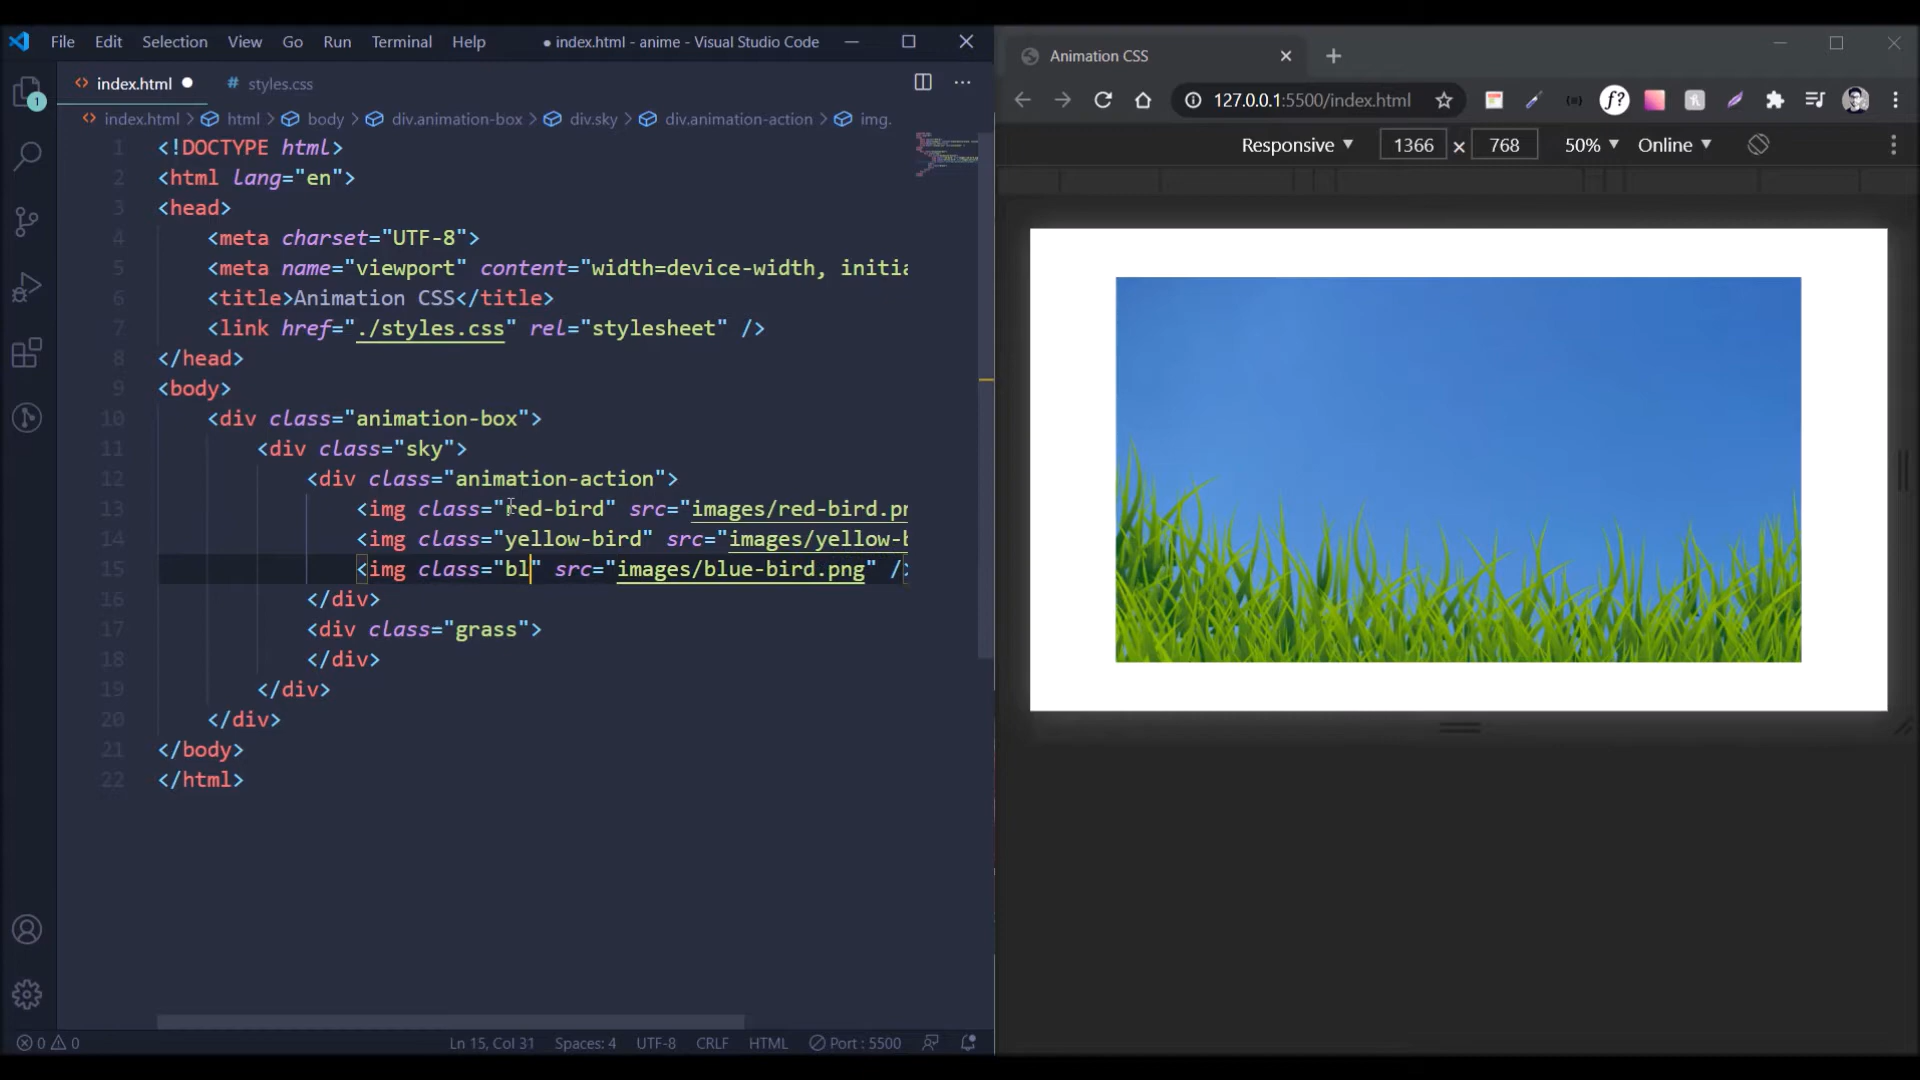 File Edit Selection View Go Run Terminal Help ● index.html - anime - Visual Studio Code
index.html ● # styles.css
index.html > html > body > div.animation-box > div.sky > div.animation-action > img.
1 <!DOCTYPE html>
2 <html lang="en">
3 <head>
4 <meta charset="UTF-8">
5 <meta name="viewport" content="width=device-width, initia
6 <title>Animation CSS</title>
7 <link href="./styles.css" rel="stylesheet" />
8 </head>
9 <body>
10 <div class="animation-box">
11 <div class="sky">
12 <div class="animation-action">
13 <img class="red-bird" src="images/red-bird.pn
14 <img class="yellow-bird" src="images/yellow-b
15 <img class="bl" src="images/blue-bird.png" />
16 </div>
17 <div class="grass">
18 </div>
19 </div>
20 </div>
21 </body>
22 </html>
1
0 0 Ln 15, Col 31 Spaces: 4 UTF-8 CRLF HTML Port : 5500
Animation CSS
127.0.0.1:5500/index.html f?
Responsive 1366 × 768 50% Online